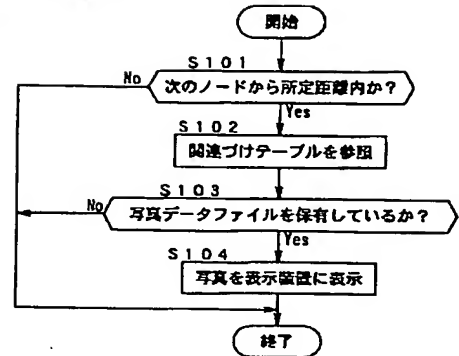 開始
S101
No
次のノードから所定距離内か?
Yes
S102
関連づけテーブルを参照
S103
No
写真データファイルを保有しているか?
Yes
S104
写真を表示装置に表示
終了